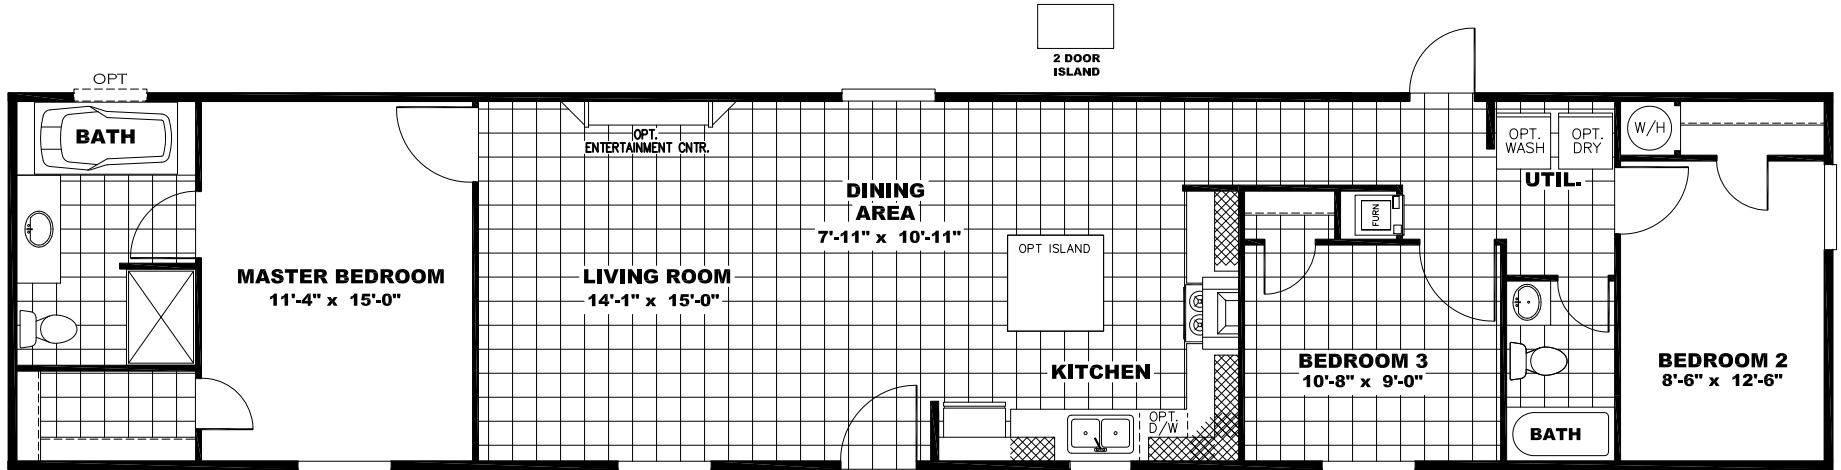 2 DOOR
ISLAND
OPT
BATH
OPT.
ENTERTAINMENT CNTR.
OPT.
WASH
OPT.
DRY
W/H
UTIL.
DINING
AREA
7'-11" x 10'-11"
FURN
OPT ISLAND
MASTER BEDROOM
11'-4" x 15'-0"
LIVING ROOM
14'-1" x 15'-0"
KITCHEN
BEDROOM 3
10'-8" x 9'-0"
BEDROOM 2
8'-6" x 12'-6"
OPT.
D/W
BATH